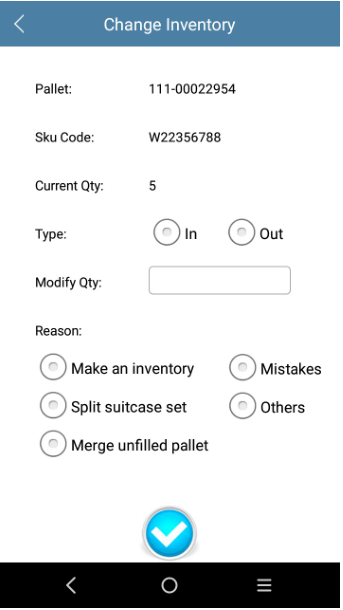 Change Inventory
Pallet: 111-00022954
Sku Code: W22356788
Current Qty: 5
Type: In Out
Modify Qty:
Reason:
Make an inventory Mistakes
Split suitcase set Others
Merge unfilled pallet